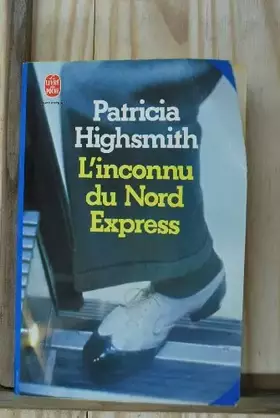 Patricia
Highsmith
L'inconnu
du Nord
Express